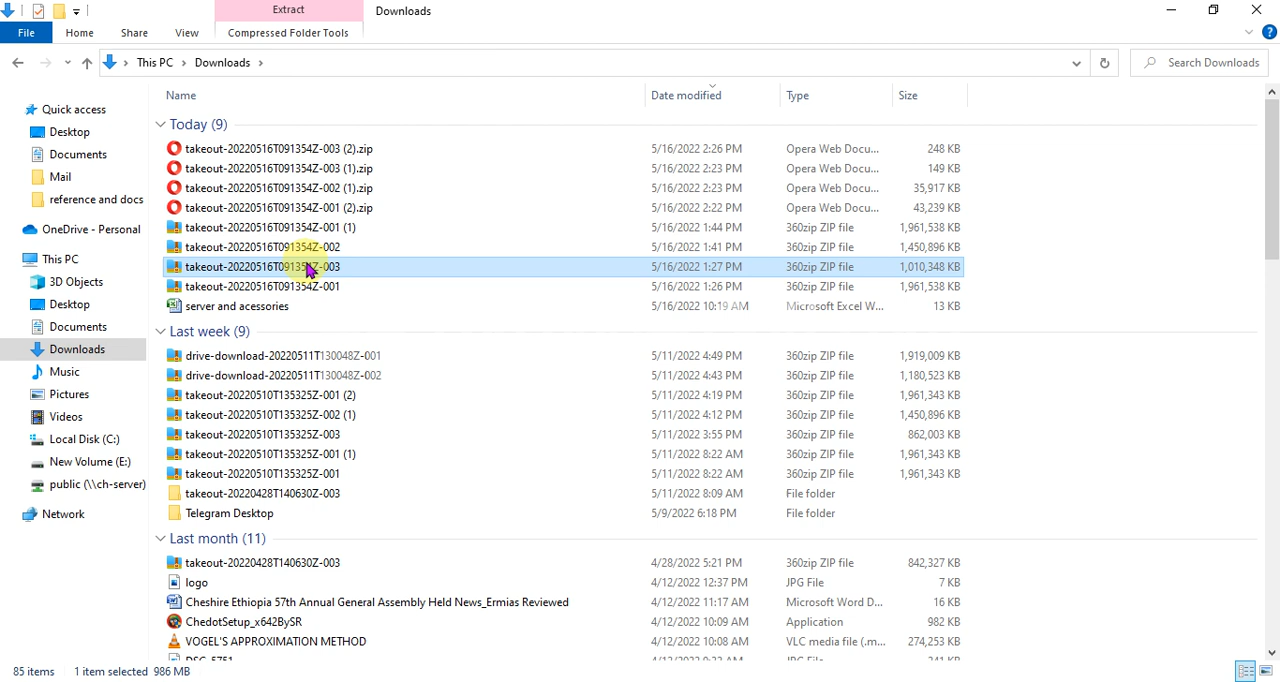 Extract Downloads
File Home Share View Compressed Folder Tools
This PC Downloads Search Downloads
Name Date modified Type Size
Quick access
Desktop
Documents
Mail
reference and docs
OneDrive - Personal
This PC
3D Objects
Desktop
Documents
Downloads
Music
Pictures
Videos
Local Disk (C:)
New Volume (E:)
public (\\ch-server)
Network
Today (9)
takeout-20220516T091354Z-003 (2).zip 5/16/2022 2:26 PM Opera Web Docu... 248 KB
takeout-20220516T091354Z-003 (1).zip 5/16/2022 2:23 PM Opera Web Docu... 149 KB
takeout-20220516T091354Z-002 (1).zip 5/16/2022 2:23 PM Opera Web Docu... 35,917 KB
takeout-20220516T091354Z-001 (2).zip 5/16/2022 2:22 PM Opera Web Docu... 43,239 KB
takeout-20220516T091354Z-001 (1) 5/16/2022 1:44 PM 360zip ZIP file 1,961,538 KB
takeout-20220516T091354Z-002 5/16/2022 1:41 PM 360zip ZIP file 1,450,896 KB
takeout-20220516T091354Z-003 5/16/2022 1:27 PM 360zip ZIP file 1,010,348 KB
takeout-20220516T091354Z-001 5/16/2022 1:26 PM 360zip ZIP file 1,961,538 KB
server and acessories 5/16/2022 10:19 AM Microsoft Excel W... 13 KB
Last week (9)
drive-download-20220511T130048Z-001 5/11/2022 4:49 PM 360zip ZIP file 1,919,009 KB
drive-download-20220511T130048Z-002 5/11/2022 4:43 PM 360zip ZIP file 1,180,523 KB
takeout-20220510T135325Z-001 (2) 5/11/2022 4:19 PM 360zip ZIP file 1,961,343 KB
takeout-20220510T135325Z-002 (1) 5/11/2022 4:12 PM 360zip ZIP file 1,450,896 KB
takeout-20220510T135325Z-003 5/11/2022 3:55 PM 360zip ZIP file 862,003 KB
takeout-20220510T135325Z-001 (1) 5/11/2022 8:22 AM 360zip ZIP file 1,961,343 KB
takeout-20220510T135325Z-001 5/11/2022 8:22 AM 360zip ZIP file 1,961,343 KB
takeout-20220428T140630Z-003 5/11/2022 8:09 AM File folder
Telegram Desktop 5/9/2022 6:18 PM File folder
Last month (11)
takeout-20220428T140630Z-003 4/28/2022 5:21 PM 360zip ZIP file 842,327 KB
logo 4/12/2022 12:37 PM JPG File 7 KB
Cheshire Ethiopia 57th Annual General Assembly Held News_Ermias Reviewed 4/12/2022 11:17 AM Microsoft Word D... 16 KB
ChedotSetup_x642BySR 4/12/2022 10:09 AM Application 982 KB
VOGEL'S APPROXIMATION METHOD 4/12/2022 10:08 AM VLC media file (.m... 274,253 KB
85 items 1 item selected 986 MB